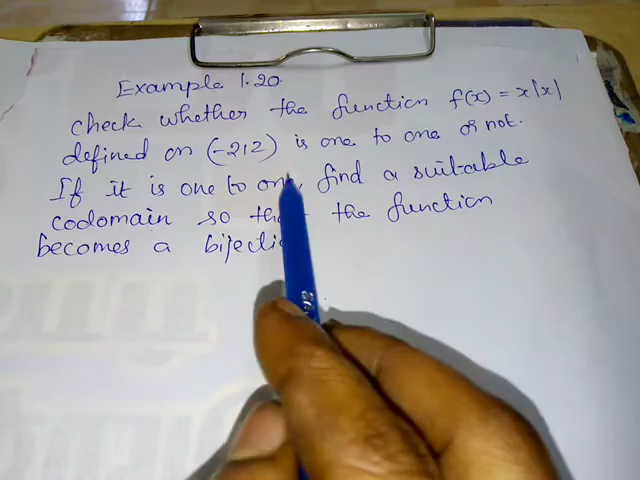 Example 1.20.
Check whether the function f(x) = x|x|
defined on (-2,2) is one to one or not.
If it is one to one, find a suitable
codomain so the the function
becomes a bijecti